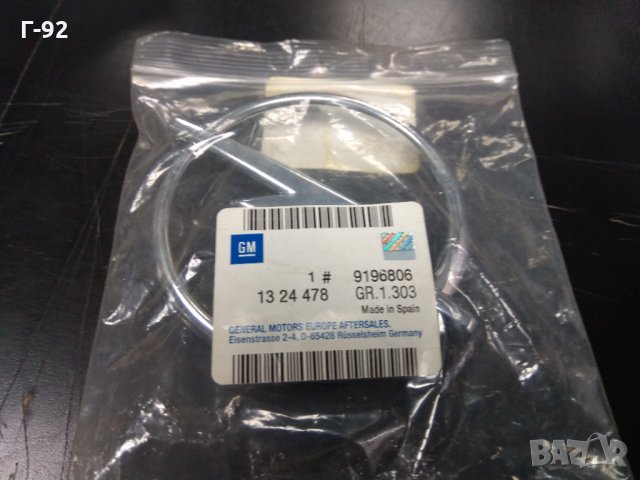 Г-92
GM
1 # 9196806
13 24 478 GR.1.303
Made in Spain
GENERAL MOTORS EUROPE AFTERSALES.
Eisenstrasse 2-4, D-65428 Rüsselsheim Germany
BAZAR